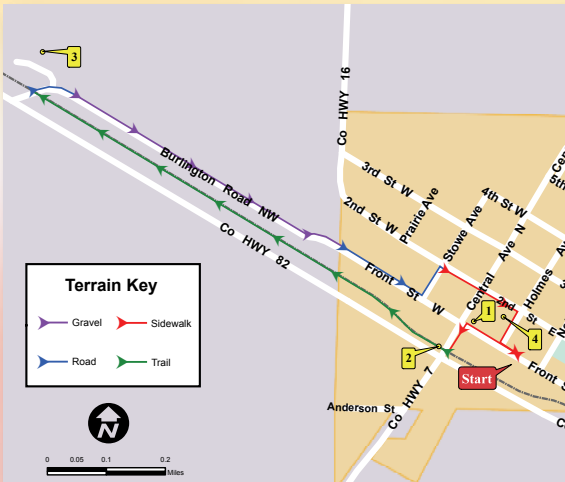 3
Co HWY 16
Burlington Road NW
Co HWY 82
3rd St W
2nd St W
Prairie Ave
Stowe Ave
4th St W
5th
Central Ave N
Holmes
Front St W
2nd St E
1
4
2
Start
Front
Anderson St
Co HWY 7
Terrain Key
Gravel
Sidewalk
Road
Trail
N
0 0.05 0.1 0.2
Miles